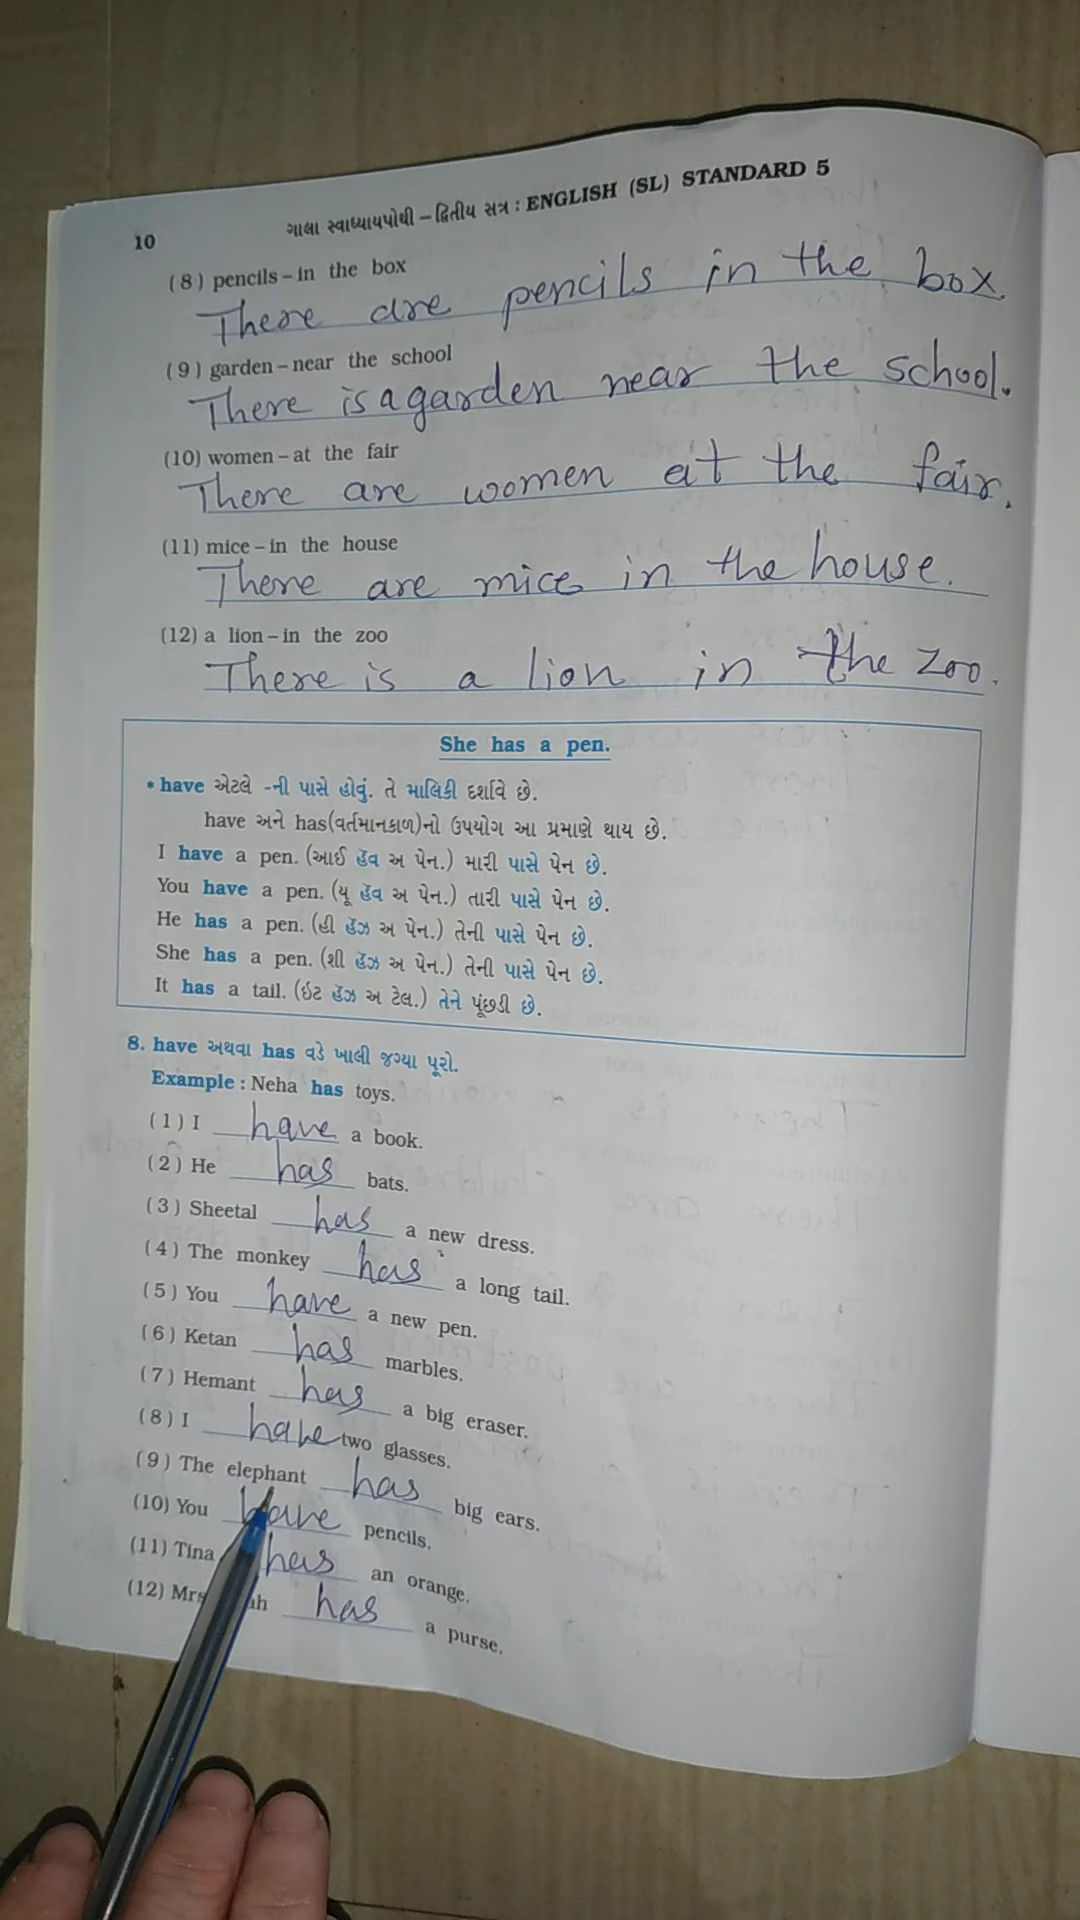 10 ગાલા સ્વાધ્યાયપોથી – દ્વિતીય સત્ર : ENGLISH (SL) STANDARD 5
(8) pencils – in the box
There are pencils in the box.
(9) garden – near the school
There is a garden near the school.
(10) women – at the fair
There are women at the fair.
(11) mice – in the house
There are mice in the house.
(12) a lion – in the zoo
There is a lion in the zoo.
She has a pen.
* have એટલે -ની પાસે હોવું. તે માલિકી દર્શાવે છે.
have અને has(વર્તમાનકાળ)નો ઉપયોગ આ પ્રમાણે થાય છે.
I have a pen. (આઈ હૅવ અ પેન.) મારી પાસે પેન છે.
You have a pen. (યૂ હૅવ અ પેન.) તારી પાસે પેન છે.
He has a pen. (હી હૅઝ અ પેન.) તેની પાસે પેન છે.
She has a pen. (શી હૅઝ અ પેન.) તેની પાસે પેન છે.
It has a tail. (ઇટ હૅઝ અ ટેલ.) તેને પૂંછડી છે.
8. have અથવા has વડે ખાલી જગ્યા પૂરો.
Example : Neha has toys.
(1) I have a book.
(2) He has bats.
(3) Sheetal has a new dress.
(4) The monkey has a long tail.
(5) You have a new pen.
(6) Ketan has marbles.
(7) Hemant has a big eraser.
(8) I have two glasses.
(9) The elephant has big ears.
(10) You have pencils.
(11) Tina has an orange.
(12) has a purse.